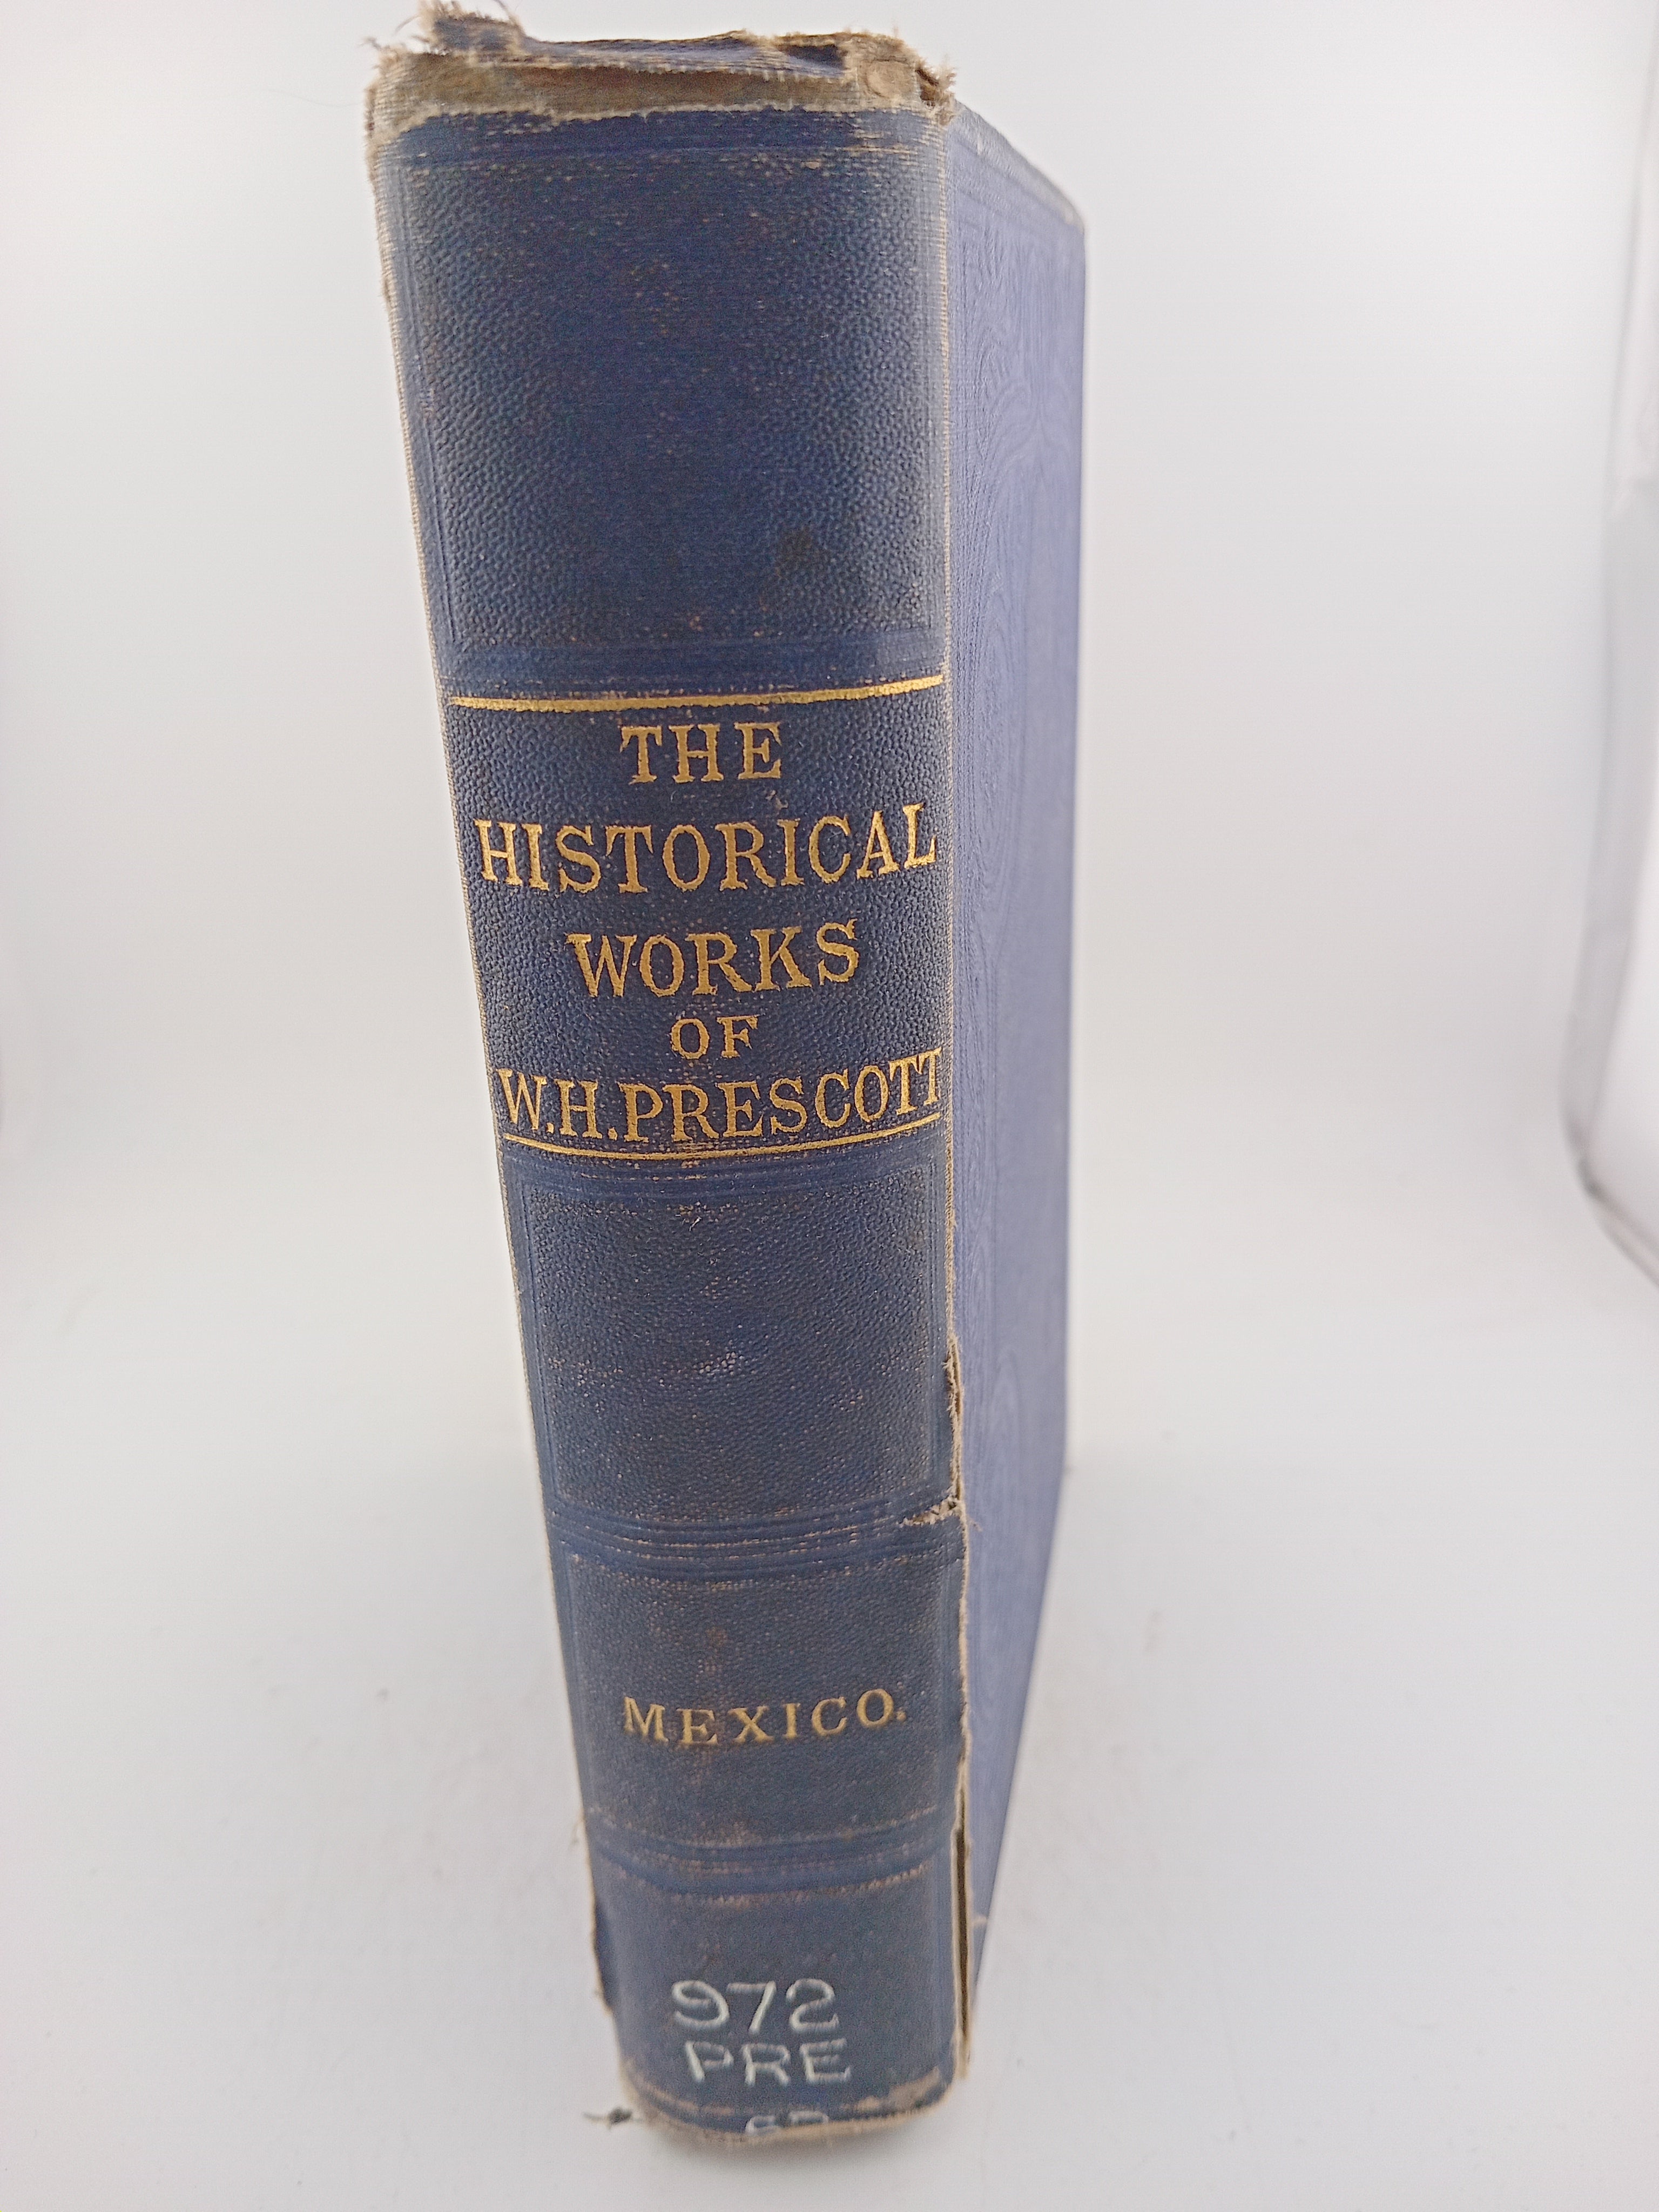 THE
HISTORICAL
WORKS
OF
W.H.PRESCOTT
MEXICO.
972
PRE